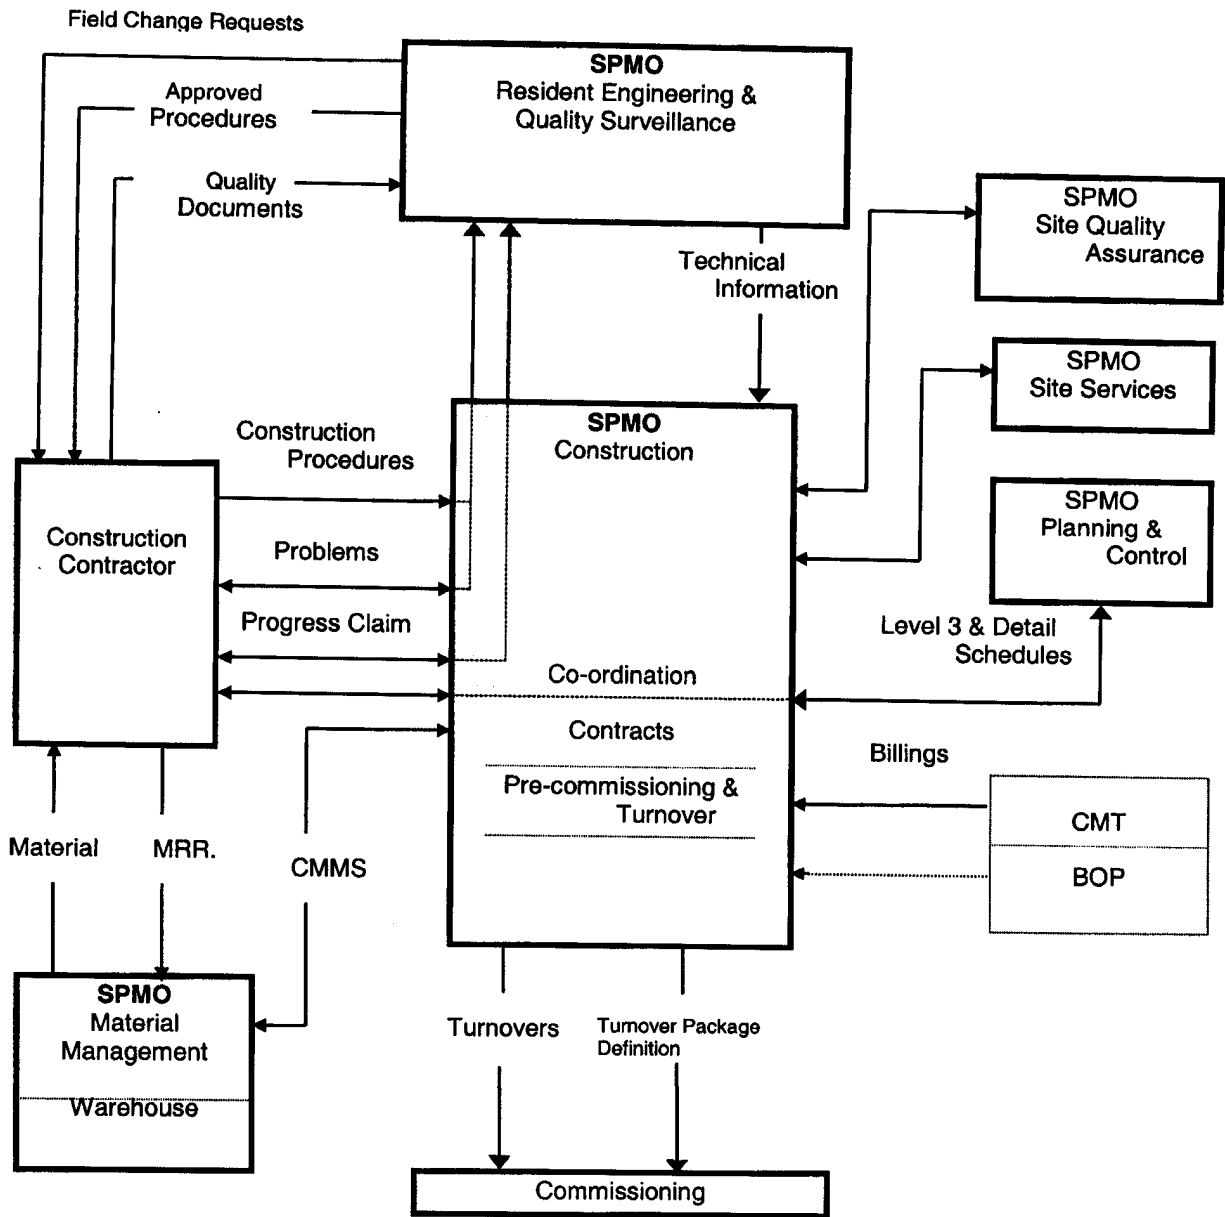 Field Change Requests
SPMO
Resident Engineering &
Quality Surveillance
Approved
Procedures
Quality
Documents
Technical
Information
SPMO
Site Quality
Assurance
SPMO
Site Services
SPMO
Planning &
Control
Level 3 & Detail
Schedules
SPMO
Construction
Construction
Procedures
Construction
Contractor
Problems
Progress Claim
Co-ordination
Contracts
Pre-commissioning &
Turnover
Billings
CMT
BOP
Material
MRR.
CMMS
SPMO
Material
Management
Warehouse
Turnovers
Turnover Package
Definition
Commissioning